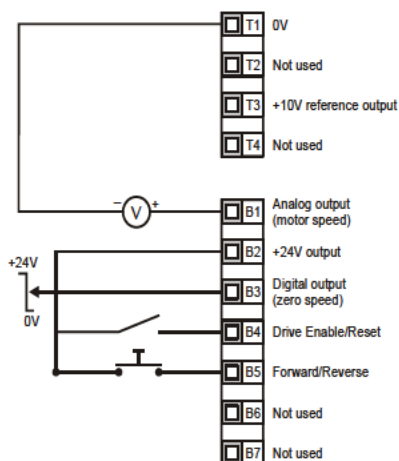 T1 0V
T2 Not used
T3 +10V reference output
T4 Not used
− V +
B1 Analog output
(motor speed)
B2 +24V output
+24V
B3 Digital output
(zero speed)
0V
B4 Drive Enable/Reset
B5 Forward/Reverse
B6 Not used
B7 Not used